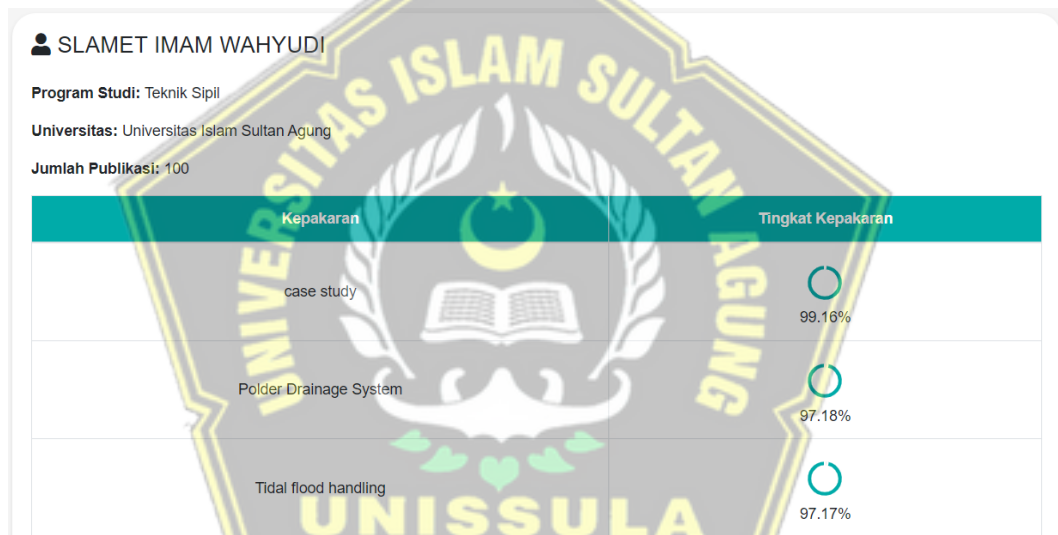 SLAMET IMAM WAHYUDI
Program Studi: Teknik Sipil
Universitas: Universitas Islam Sultan Agung
Jumlah Publikasi: 100
Kepakaran Tingkat Kepakaran
case study 99.16%
Polder Drainage System 97.18%
Tidal flood handling 97.17%
UNIVERSITAS ISLAM SULTAN AGUNG
UNISSULA